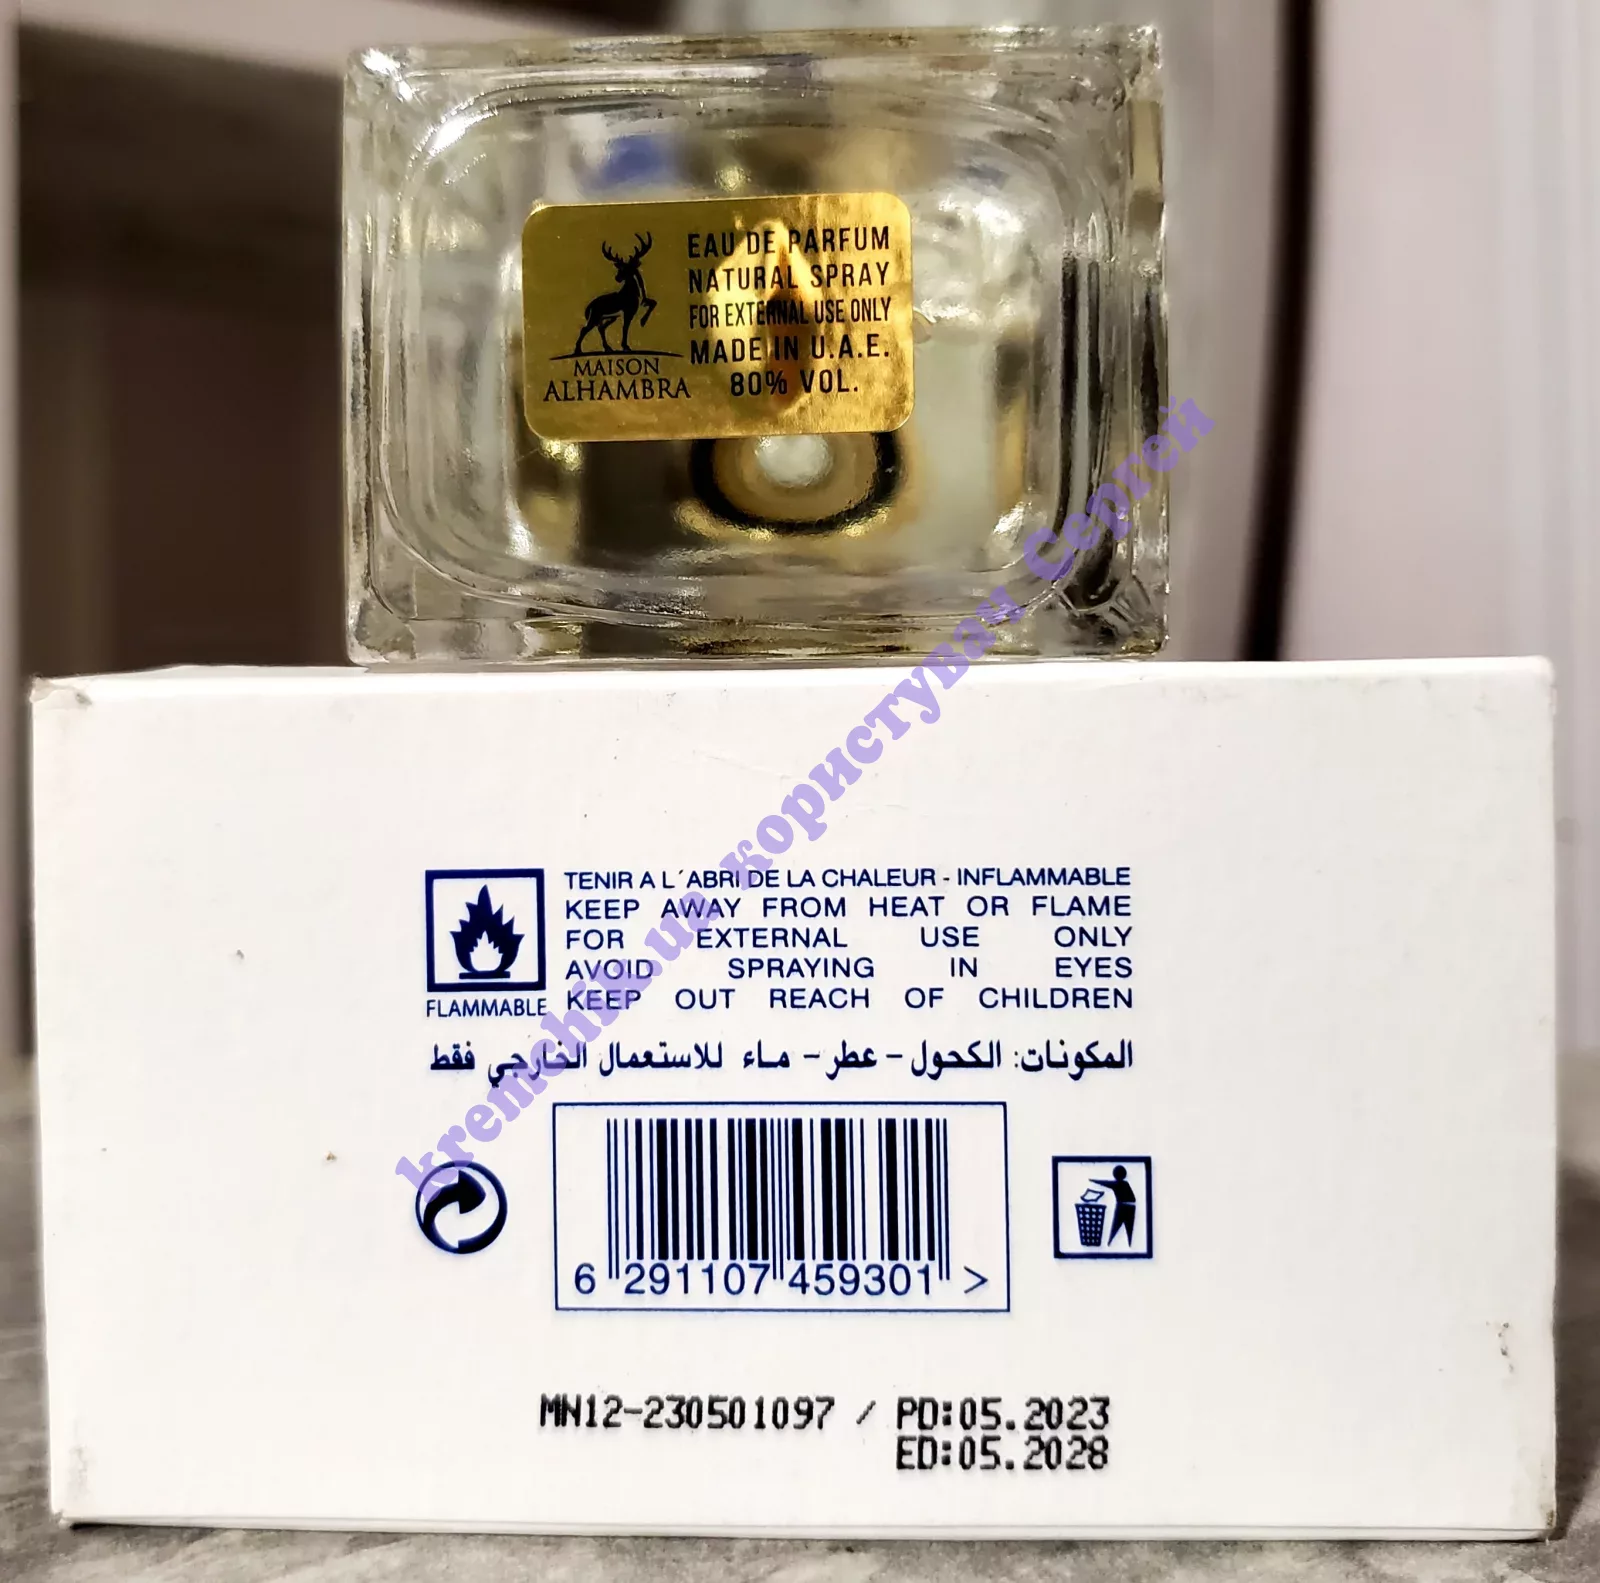 EAU DE PARFUM
NATURAL SPRAY
FOR EXTERNAL USE ONLY
MADE IN U.A.E.
80% VOL.
MAISON
ALHAMBRA
TENIR A L´ABRI DE LA CHALEUR - INFLAMMABLE
KEEP AWAY FROM HEAT OR FLAME
FOR EXTERNAL USE ONLY
AVOID SPRAYING IN EYES
KEEP OUT REACH OF CHILDREN
FLAMMABLE
المكونات: الكحول - عطر - ماء للاستعمال الخارجي فقط
6 291107 459301 >
MN12-230501097 / PD:05.2023
ED:05.2028
kremchik.ua користувач Сергей